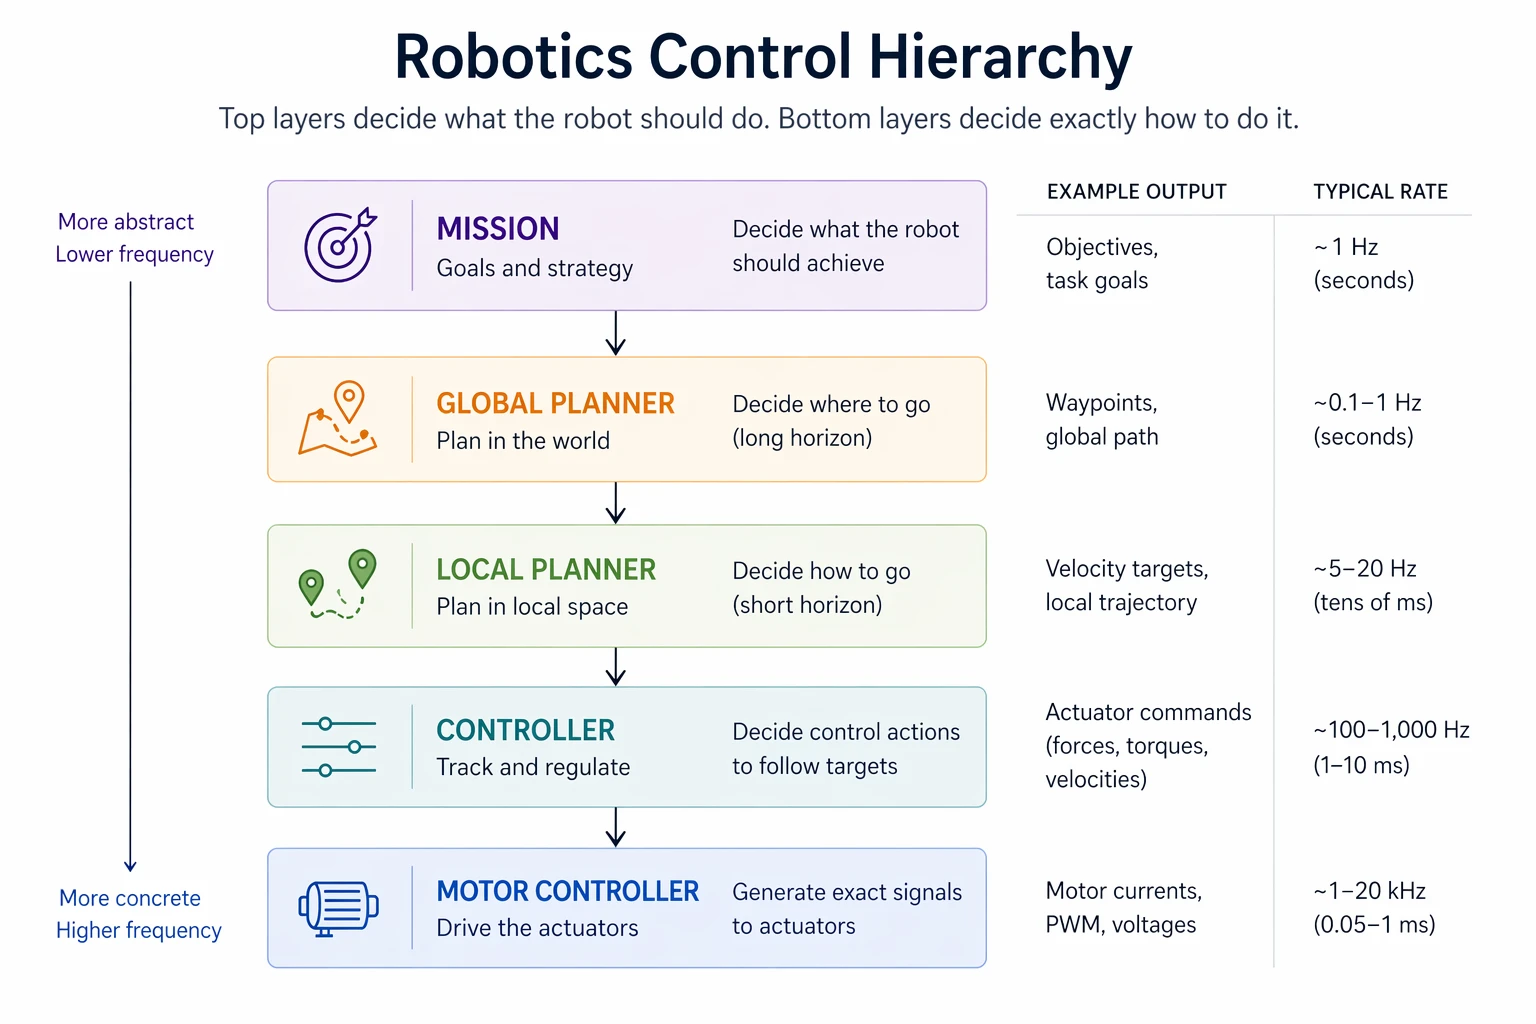 Robotics Control Hierarchy
Top layers decide what the robot should do. Bottom layers decide exactly how to do it.
More abstract
Lower frequency
More concrete
Higher frequency
MISSION
Goals and strategy
Decide what the robot
should achieve
GLOBAL PLANNER
Plan in the world
Decide where to go
(long horizon)
LOCAL PLANNER
Plan in local space
Decide how to go
(short horizon)
CONTROLLER
Track and regulate
Decide control actions
to follow targets
MOTOR CONTROLLER
Drive the actuators
Generate exact signals
to actuators
EXAMPLE OUTPUT
TYPICAL RATE
Objectives,
task goals
~1 Hz
(seconds)
Waypoints,
global path
~0.1–1 Hz
(seconds)
Velocity targets,
local trajectory
~5–20 Hz
(tens of ms)
Actuator commands
(forces, torques,
velocities)
~100–1,000 Hz
(1–10 ms)
Motor currents,
PWM, voltages
~1–20 kHz
(0.05–1 ms)